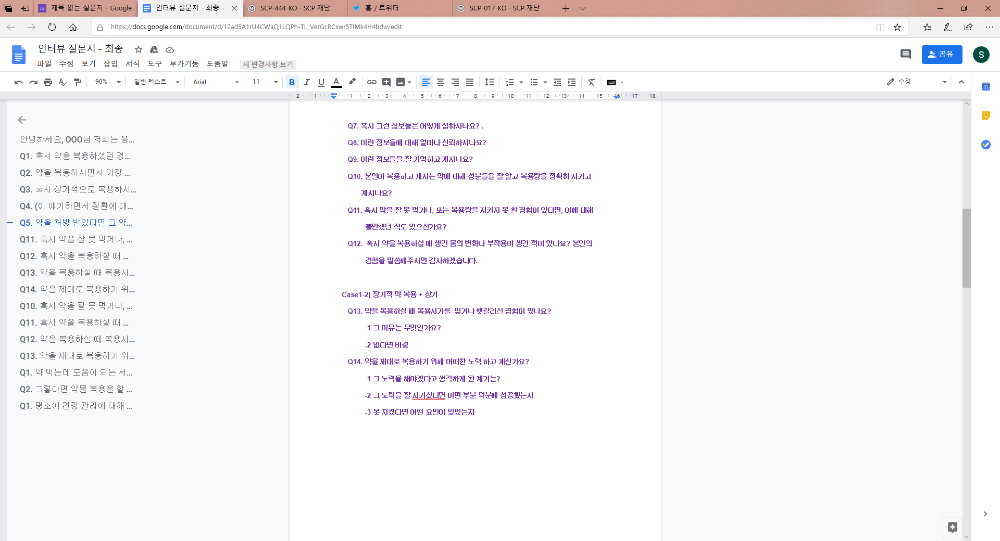 제목 없는 설문지 - Google
인터뷰 질문지 - 최종 -
SCP-444-KO - SCP 재단
홈 / 트위터
SCP-017-KO - SCP 재단
https://docs.google.com/document/d/12ad5A1rU4CWaQ1LQPh-TL_VerGcRCxwr5TIMk4H4bdw/edit
인터뷰 질문지 - 최종
공유
S
파일 수정 보기 삽입 서식 도구 부가기능 도움말 새 변경사항 보기
90% 일반 텍스트 Arial 11 B I U A 수정
2 1 1 2 3 4 5 6 7 8 9 10 11 12 13 14 15 16 17 18
31
안녕하세요, OOO님 저희는 융...
Q1. 혹시 약을 복용하셨던 경...
Q2. 약을 복용하시면서 가장 ...
Q3. 혹시 장기적으로 복용하시...
Q4. (이 얘기하면서 질환에 대...
Q5. 약을 처방 받았다면 그 약...
Q11. 혹시 약을 잘 못 먹거나, ...
Q12. 혹시 약을 복용하실 때 ...
Q13. 약을 복용하실 때 복용시...
Q14. 약을 제대로 복용하기 위...
Q10. 혹시 약을 잘 못 먹거나, ...
Q11. 혹시 약을 복용하실 때 ...
Q12. 약을 복용하실 때 복용시...
Q13. 약을 제대로 복용하기 위...
Q1. 약 먹는데 도움이 되는 서...
Q2. 그렇다면 약물 복용을 할 ...
Q1. 평소에 건강 관리에 대해 ...
Q7. 혹시 그런 정보들은 어떻게 접하시나요? .
Q8. 이런 정보들에 대해 얼마나 신뢰하시나요?
Q9. 이런 정보들을 잘 기억하고 계시나요?
Q10. 본인이 복용하고 계시는 약에 대해 성분들을 잘 알고 복용량을 정확히 지키고
계시나요?
Q11. 혹시 약을 잘 못 먹거나, 또는 복용량을 지키지 못 한 경험이 있다면, 이에 대해
불안했던 적도 있으신가요?
Q12. 혹시 약을 복용하실 때 생긴 몸의 변화나 부작용이 생긴 적이 있나요? 본인의
경험을 말씀해주시면 감사하겠습니다.
Case1-2) 장기적 약 복용 + 상기
Q13. 약을 복용하실 때 복용시기를 잊거나 헷갈리신 경험이 있나요?
-1 그 이유는 무엇인가요?
-2 없다면 비결
Q14. 약을 제대로 복용하기 위해 어떠한 노력 하고 계신가요?
-1 그 노력을 해야겠다고 생각하게 된 계기는?
-2 그 노력을 잘 지키셨다면 어떤 부분 덕분에 성공했는지
-3 못 지켰다면 어떤 요인이 있었는지